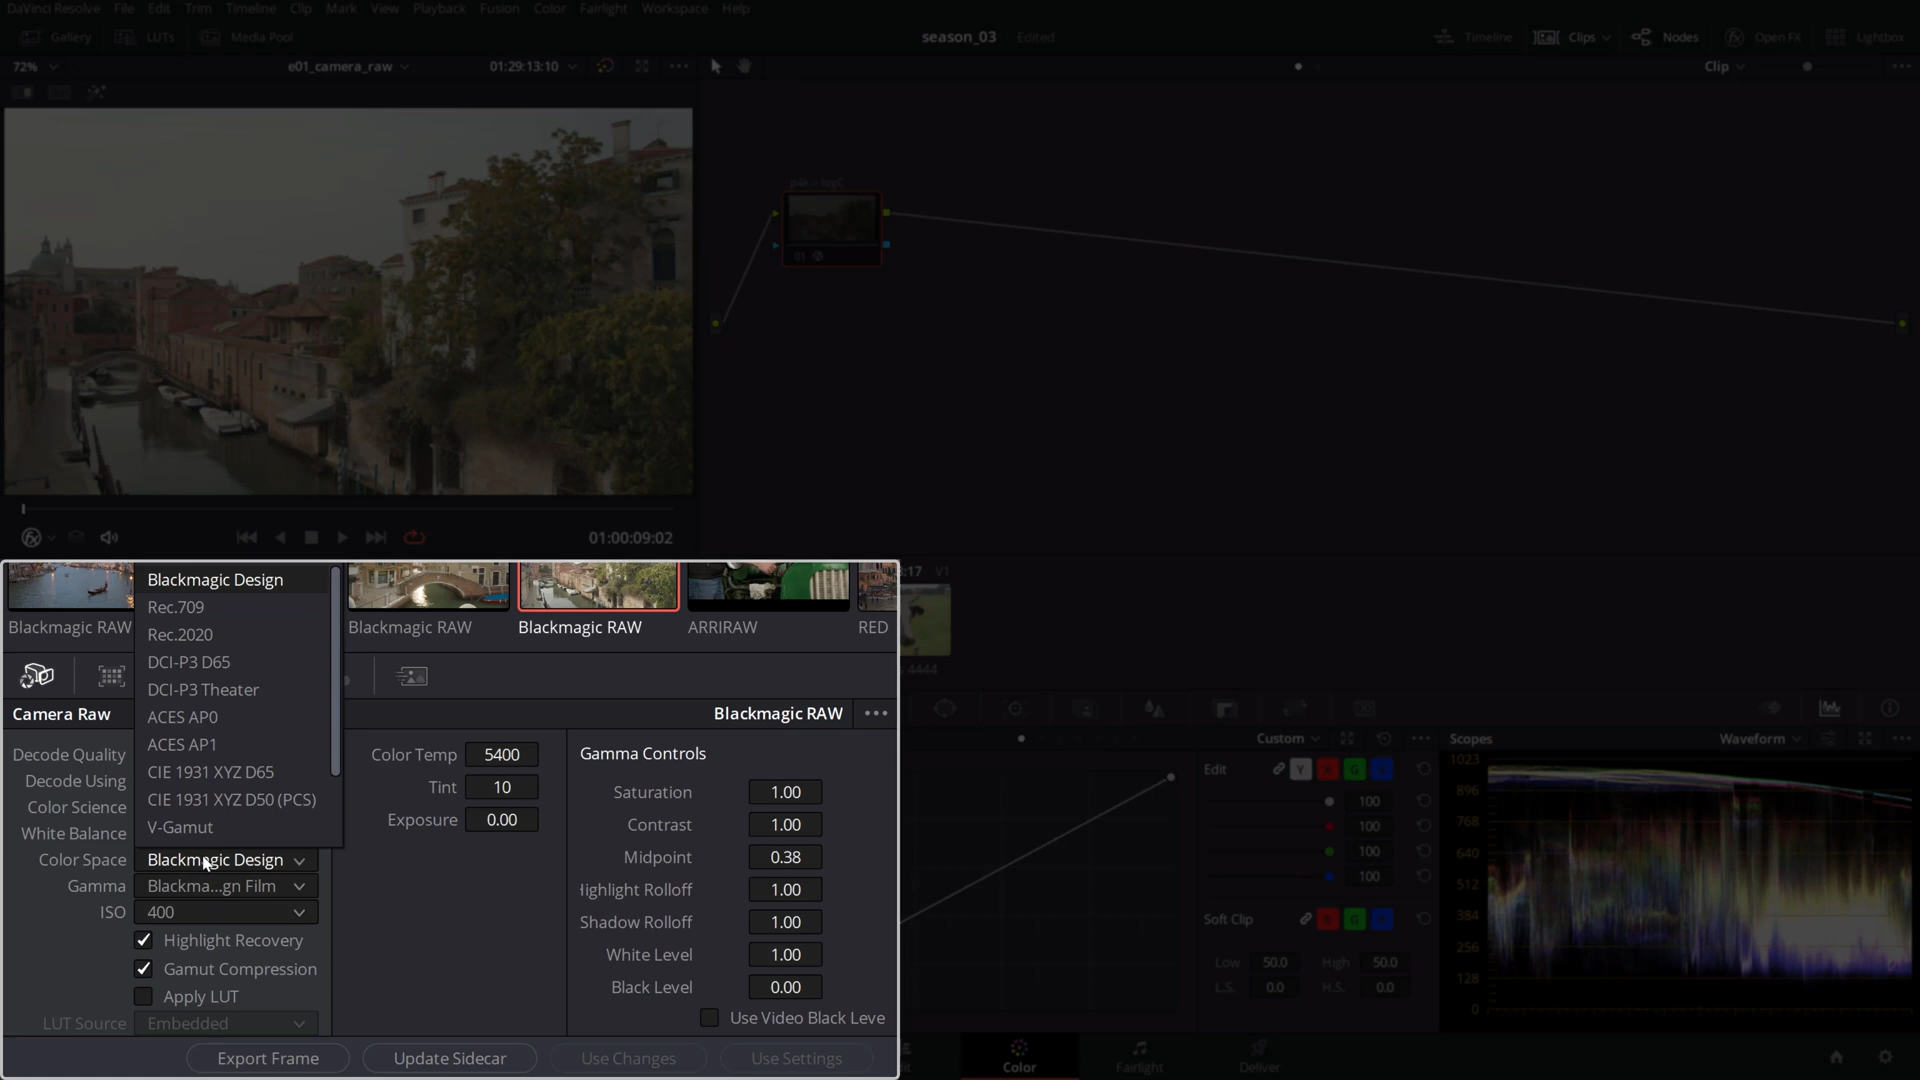 DaVinci Resolve File Edit Trim Timeline Clip Mark View Playback Fusion Color Fairlight Workspace Help
Gallery LUTs Media Pool season_03 Edited Timeline Clips Nodes Open FX Lightbox
72% e01_camera_raw 01:29:13:10 Clip
01
01:00:09:02
Blackmagic Design
Rec.709
Rec.2020
DCI-P3 D65
DCI-P3 Theater
ACES AP0
ACES AP1
CIE 1931 XYZ D65
CIE 1931 XYZ D50 (PCS)
V-Gamut
:17 V1
Blackmagic RAW Blackmagic RAW Blackmagic RAW ARRIRAW RED
4444
Camera Raw Blackmagic RAW
Decode Quality
Decode Using
Color Science
White Balance
Color Space Blackmagic Design
Gamma Blackma...gn Film
ISO 400
Highlight Recovery
Gamut Compression
Apply LUT
LUT Source Embedded
Color Temp 5400
Tint 10
Exposure 0.00
Gamma Controls
Saturation 1.00
Contrast 1.00
Midpoint 0.38
Highlight Rolloff 1.00
Shadow Rolloff 1.00
White Level 1.00
Black Level 0.00
Use Video Black Leve
Export Frame Update Sidecar Use Changes Use Settings
Custom
Edit Y
100
100
100
100
Soft Clip
Low 50.0 High 50.0
L.S. 0.0 H.S. 0.0
Scopes Waveform
1023
896
768
640
512
384
256
128
0
Color Fairlight Deliver